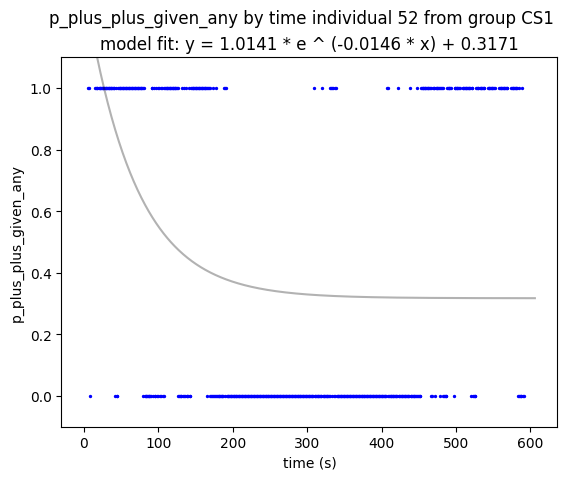 p_plus_plus_given_any by time individual 52 from group CS1
model fit: y = 1.0141 * e ^ (-0.0146 * x) + 0.3171
1.0
0.8
0.6
0.4
0.2
0.0
p_plus_plus_given_any
0 100 200 300 400 500 600
time (s)